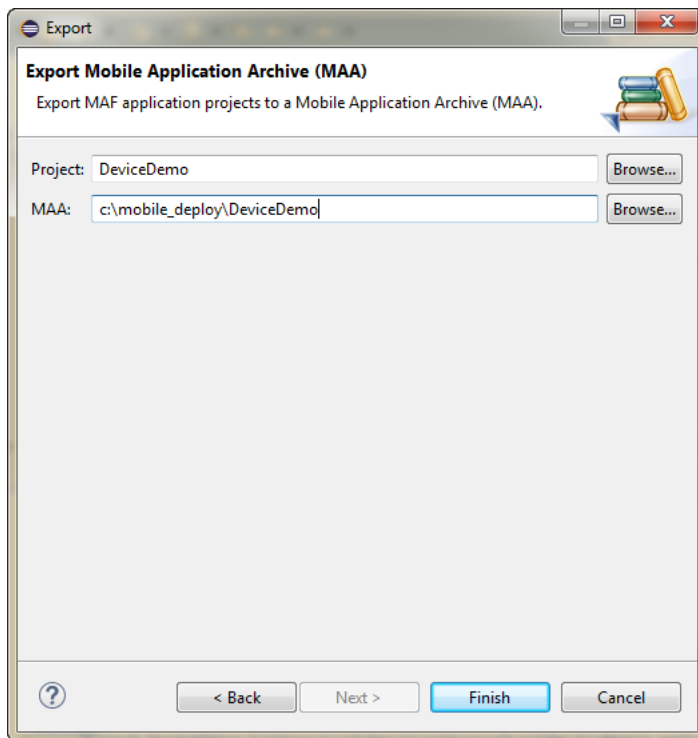 Export
Export Mobile Application Archive (MAA)
Export MAF application projects to a Mobile Application Archive (MAA).
Project: DeviceDemo Browse...
MAA: c:\mobile_deploy\DeviceDemo Browse...
? < Back Next > Finish Cancel